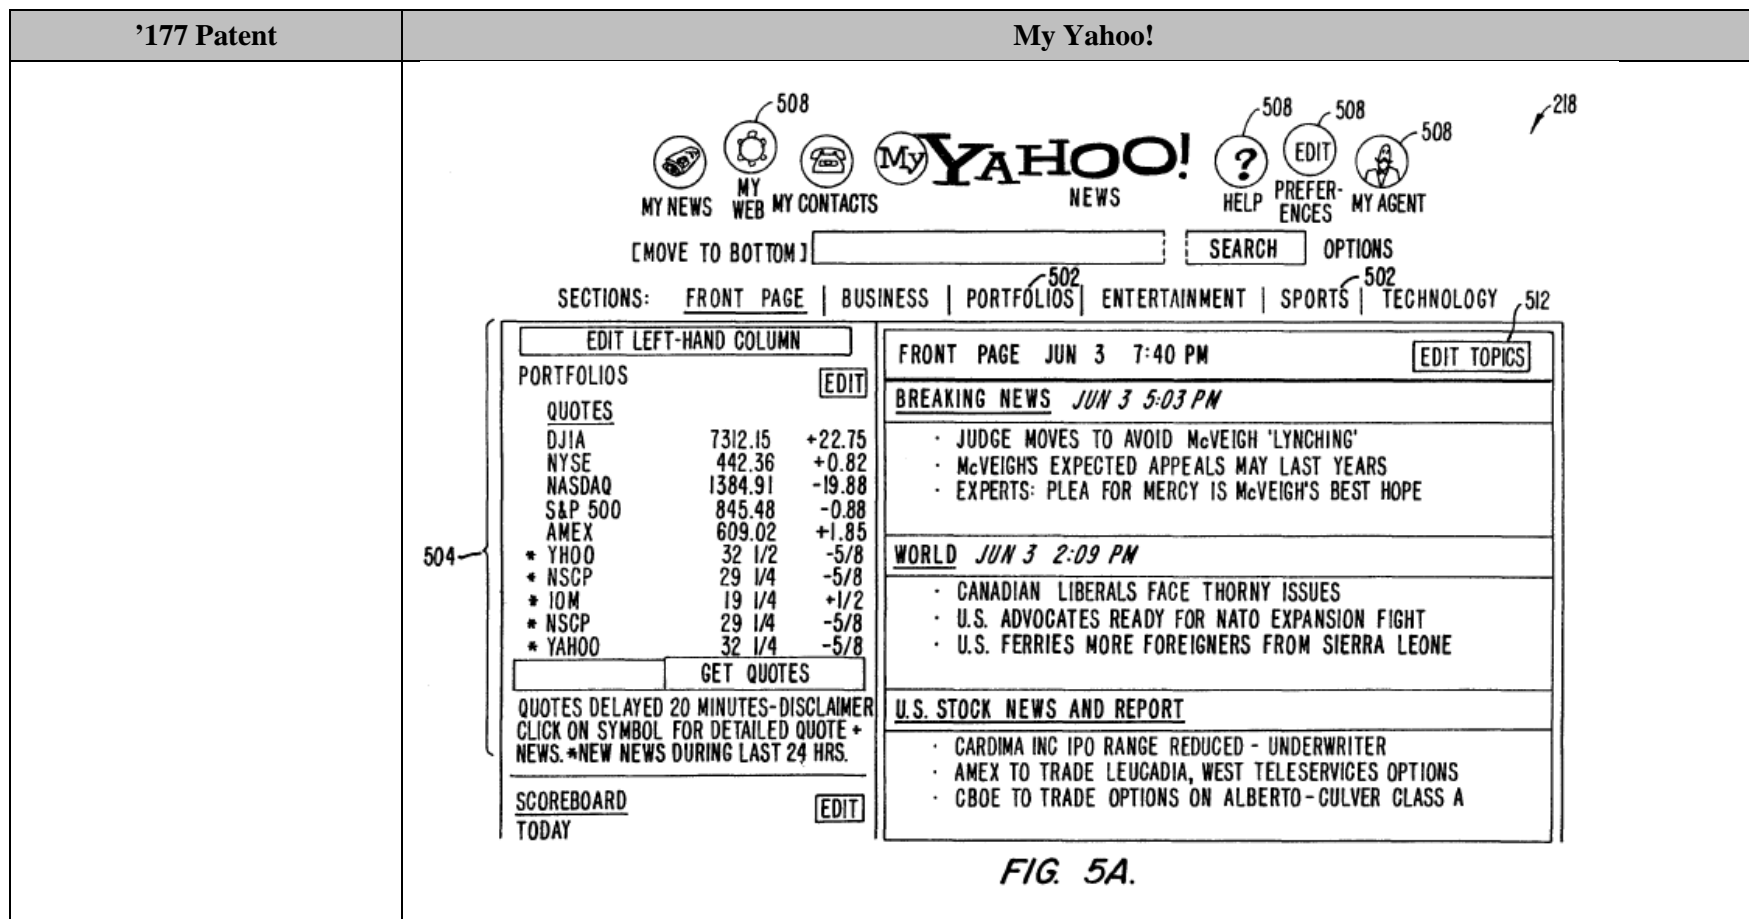 ’177 Patent
My Yahoo!
508
508
508
508
218
MY NEWS
MY
WEB
MY CONTACTS
My YAHOO!
NEWS
?
HELP
EDIT
PREFER-
ENCES
MY AGENT
[MOVE TO BOTTOM]
SEARCH
OPTIONS
502
502
SECTIONS: FRONT PAGE | BUSINESS | PORTFOLIOS | ENTERTAINMENT | SPORTS | TECHNOLOGY
512
504
EDIT LEFT-HAND COLUMN
PORTFOLIOS EDIT
QUOTES
DJIA 7312.15 +22.75
NYSE 442.36 +0.82
NASDAQ 1384.91 -19.88
S&P 500 845.48 -0.88
AMEX 609.02 +1.85
* YHOO 32 1/2 -5/8
* NSCP 29 1/4 -5/8
* IOM 19 1/4 +1/2
* NSCP 29 1/4 -5/8
* YAHOO 32 1/4 -5/8
GET QUOTES
QUOTES DELAYED 20 MINUTES-DISCLAIMER
CLICK ON SYMBOL FOR DETAILED QUOTE +
NEWS. *NEW NEWS DURING LAST 24 HRS.
SCOREBOARD EDIT
TODAY
FRONT PAGE JUN 3 7:40 PM EDIT TOPICS
BREAKING NEWS JUN 3 5:03 PM
· JUDGE MOVES TO AVOID McVEIGH 'LYNCHING'
· McVEIGH'S EXPECTED APPEALS MAY LAST YEARS
· EXPERTS: PLEA FOR MERCY IS McVEIGH'S BEST HOPE
WORLD JUN 3 2:09 PM
· CANADIAN LIBERALS FACE THORNY ISSUES
· U.S. ADVOCATES READY FOR NATO EXPANSION FIGHT
· U.S. FERRIES MORE FOREIGNERS FROM SIERRA LEONE
U.S. STOCK NEWS AND REPORT
· CARDIMA INC IPO RANGE REDUCED - UNDERWRITER
· AMEX TO TRADE LEUCADIA, WEST TELESERVICES OPTIONS
· CBOE TO TRADE OPTIONS ON ALBERTO-CULVER CLASS A
FIG. 5A.